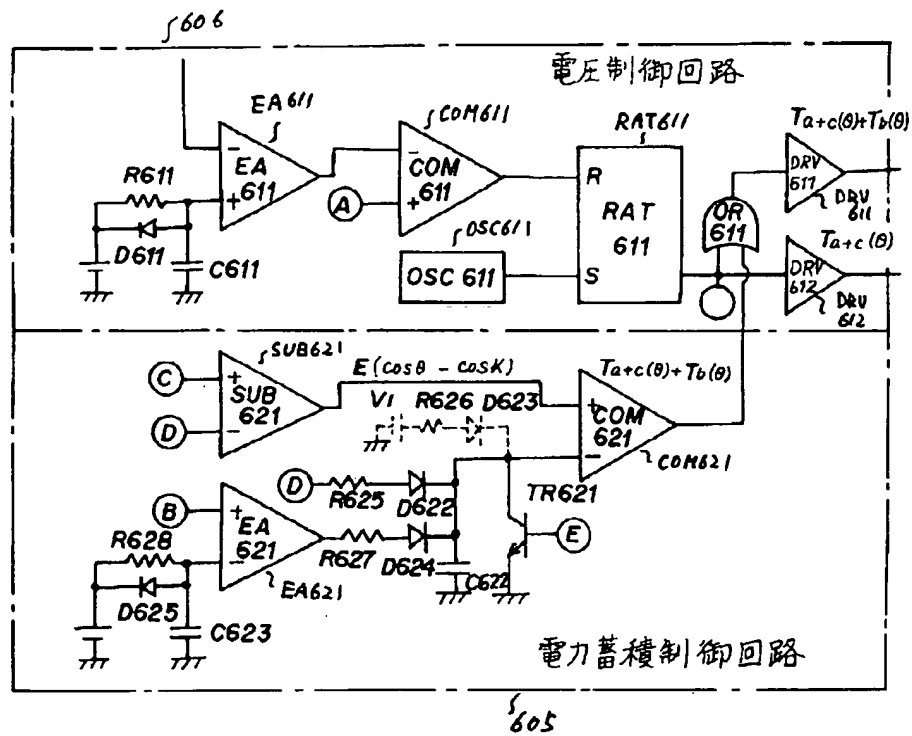 606
電圧制御回路
EA611
COM611
RAT611
Ta+c(θ)+Tb(θ)
R611
-
EA
611
+
-
COM
611
+
A
R
RAT
611
S
OR
611
DRV
611
DRV
611
D611
C611
OSC611
OSC 611
Ta+c(θ)
DRV
612
DRV
612
SUB621
C
+
SUB
621
D
-
E(cosθ - cosK)
Ta+c(θ)+Tb(θ)
V1
R626
D623
+
COM
621
-
COM621
D
R625
D622
TR621
E
B
+
EA
621
-
EA621
R628
R627
D624
C622
D625
C623
電力蓄積制御回路
605